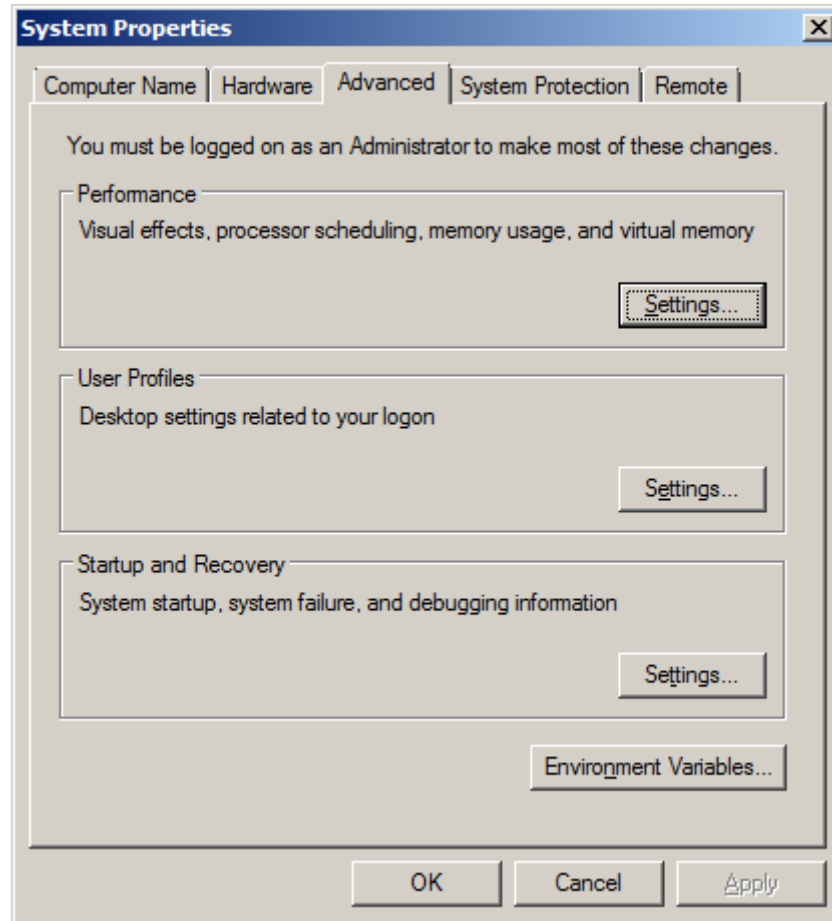 System Properties
Computer Name
Hardware
Advanced
System Protection
Remote
You must be logged on as an Administrator to make most of these changes.
Performance
Visual effects, processor scheduling, memory usage, and virtual memory
Settings...
User Profiles
Desktop settings related to your logon
Settings...
Startup and Recovery
System startup, system failure, and debugging information
Settings...
Environment Variables...
OK
Cancel
Apply